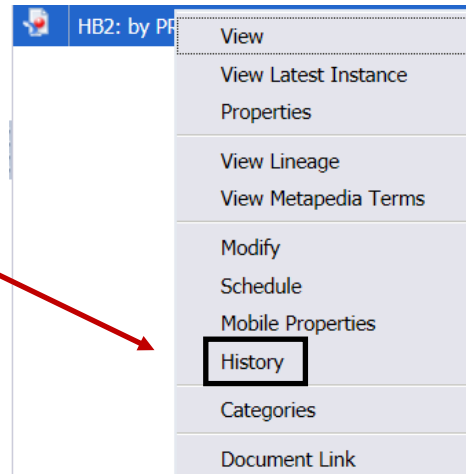 HB2: by PR
View
View Latest Instance
Properties
View Lineage
View Metapedia Terms
Modify
Schedule
Mobile Properties
History
Categories
Document Link